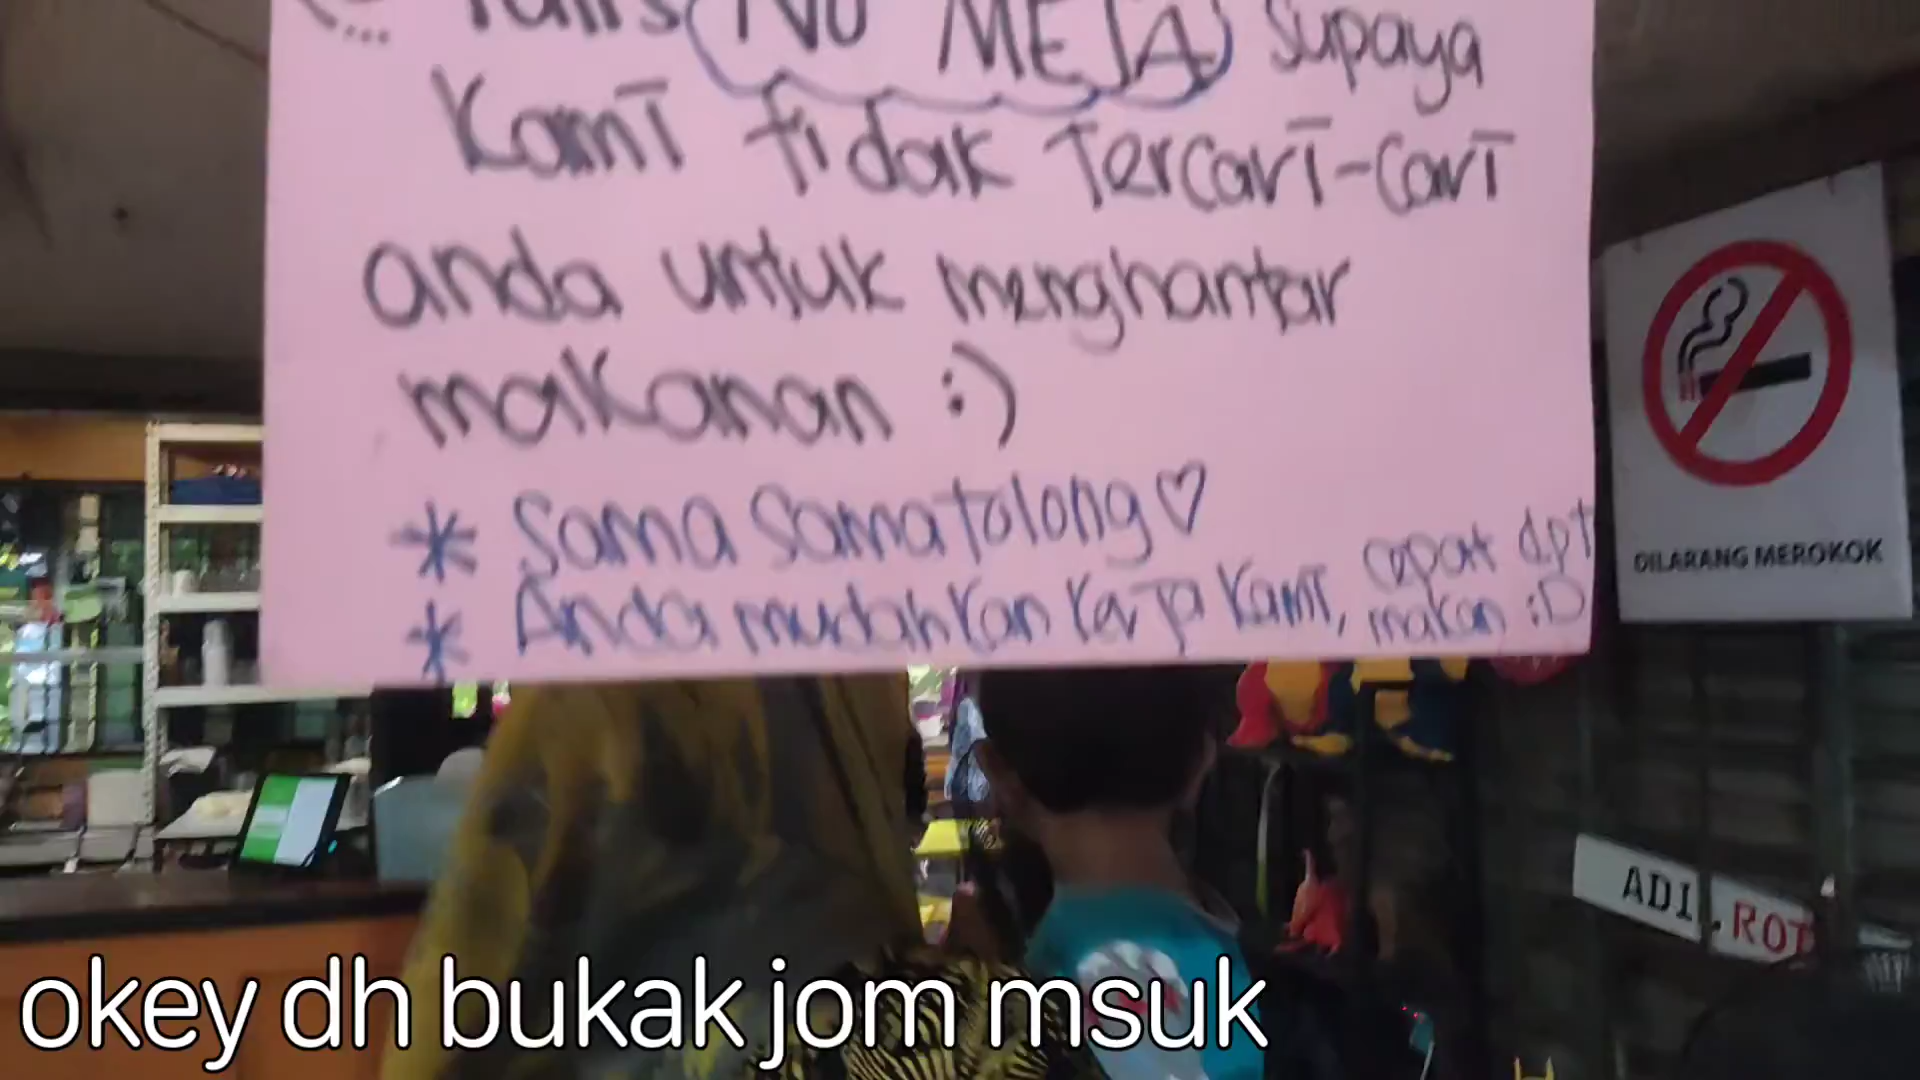 Tulis NO MEJA supaya
Kami tidak Tercari-cari
anda untuk menghantar
makanan :)
* Sama Sama tolong ♡
* Anda mudahkan Kerja Kami, cepat dpt
makan :D
DILARANG MEROKOK
ADI.ROT
okey dh bukak jom msuk